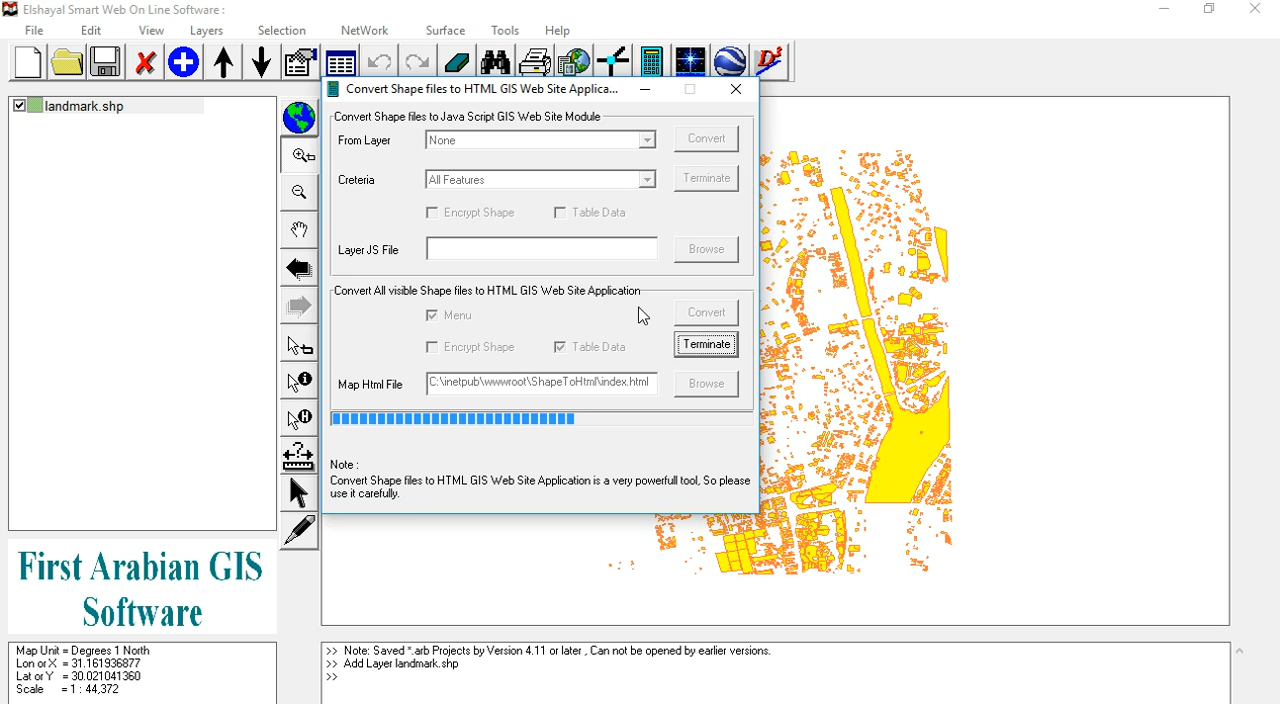 Elshayal Smart Web On Line Software :
File Edit View Layers Selection NetWork Surface Tools Help
landmark.shp
Convert Shape files to HTML GIS Web Site Applica...
Convert Shape files to Java Script GIS Web Site Module
From Layer None Convert
Creteria All Features Terminate
Encrypt Shape Table Data
Layer JS File Browse
Convert All visible Shape files to HTML GIS Web Site Application
Menu Convert
Encrypt Shape Table Data Terminate
Map Html File C:\inetpub\wwwroot\ShapeToHtml\index.html Browse
Note :
Convert Shape files to HTML GIS Web Site Application is a very powerfull tool, So please
use it carefully.
First Arabian GIS
Software
Map Unit = Degrees 1 North
Lon or X = 31.161936877
Lat or Y = 30.021041360
Scale = 1 : 44,372
>> Note: Saved *.arb Projects by Version 4.11 or later , Can not be opened by earlier versions.
>> Add Layer landmark.shp
>>